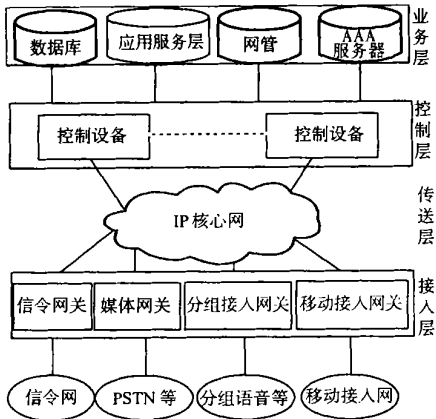 数据库
应用服务层
网管
AAA
服务器
业务层
控制设备
控制设备
控制层
IP核心网
传送层
信令网关
媒体网关
分组接入网关
移动接入网关
接入层
信令网
PSTN等
分组语音等
移动接入网